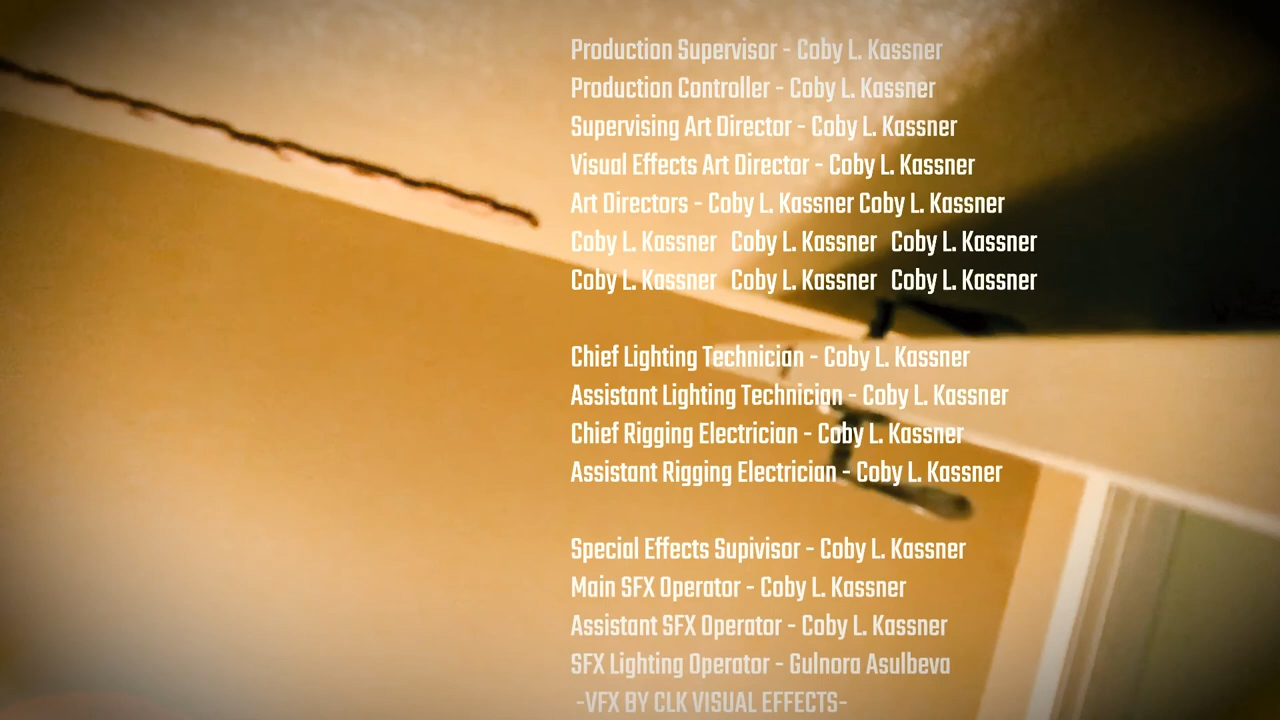 Production Supervisor - Coby L. Kassner
Production Controller - Coby L. Kassner
Supervising Art Director - Coby L. Kassner
Visual Effects Art Director - Coby L. Kassner
Art Directors - Coby L. Kassner Coby L. Kassner
Coby L. Kassner Coby L. Kassner Coby L. Kassner
Coby L. Kassner Coby L. Kassner Coby L. Kassner
Chief Lighting Technician - Coby L. Kassner
Assistant Lighting Technician - Coby L. Kassner
Chief Rigging Electrician - Coby L. Kassner
Assistant Rigging Electrician - Coby L. Kassner
Special Effects Supivisor - Coby L. Kassner
Main SFX Operator - Coby L. Kassner
Assistant SFX Operator - Coby L. Kassner
SFX Lighting Operator - Gulnora Asulbeva
-VFX BY CLK VISUAL EFFECTS-